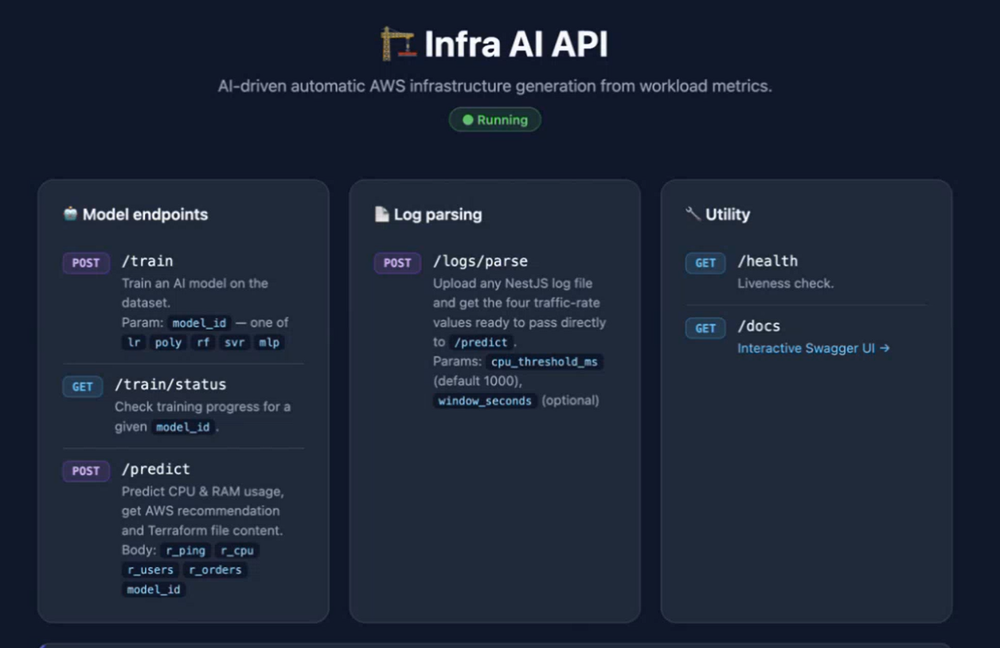 Infra AI API
AI-driven automatic AWS infrastructure generation from workload metrics.
Running
Model endpoints
POST /train
Train an AI model on the
dataset.
Param: model_id — one of
lr poly rf svr mlp
GET /train/status
Check training progress for a
given model_id .
POST /predict
Predict CPU & RAM usage,
get AWS recommendation
and Terraform file content.
Body: r_ping r_cpu
r_users r_orders
model_id
Log parsing
POST /logs/parse
Upload any NestJS log file
and get the four traffic-rate
values ready to pass directly
to /predict .
Params: cpu_threshold_ms
(default 1000),
window_seconds (optional)
Utility
GET /health
Liveness check.
GET /docs
Interactive Swagger UI →